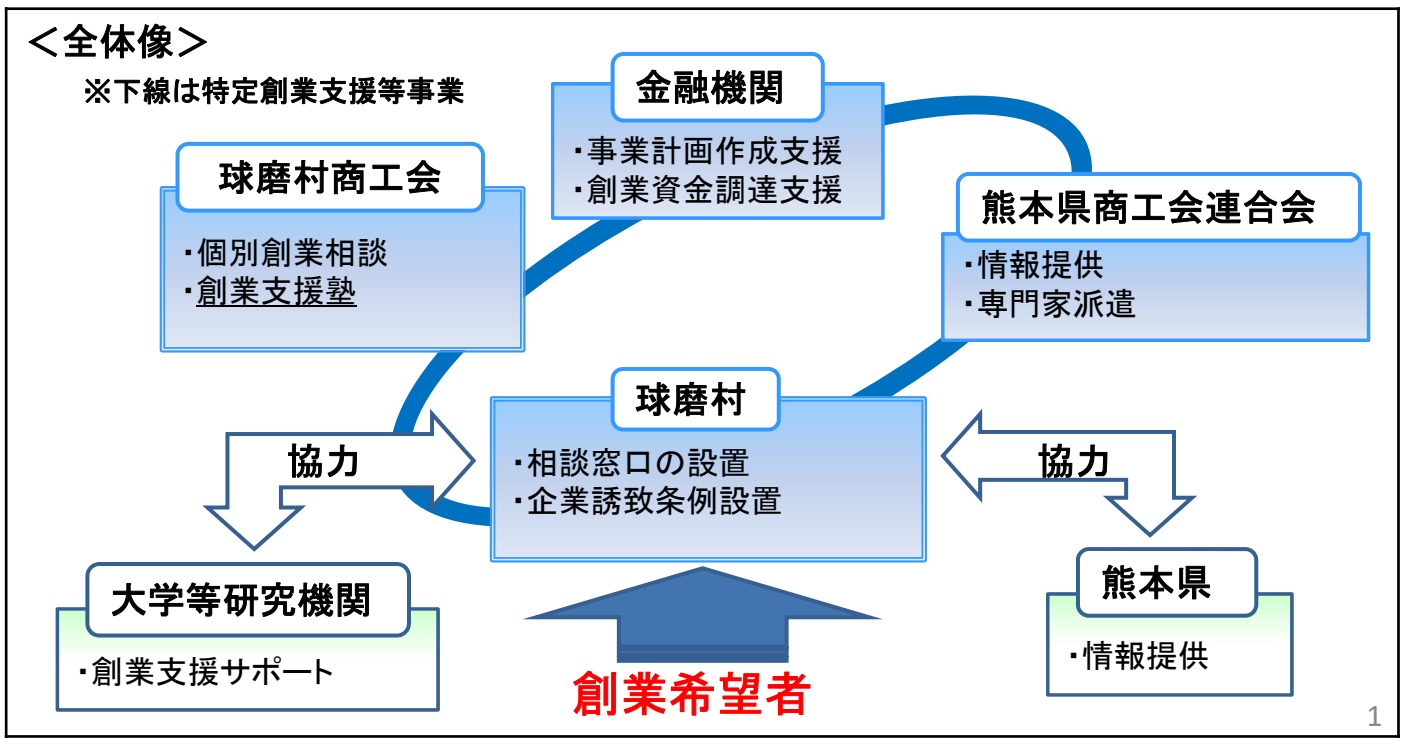 ＜全体像＞
※下線は特定創業支援等事業
金融機関
・事業計画作成支援
・創業資金調達支援
球磨村商工会
・個別創業相談
・創業支援塾
熊本県商工会連合会
・情報提供
・専門家派遣
球磨村
・相談窓口の設置
・企業誘致条例設置
協力
協力
大学等研究機関
・創業支援サポート
熊本県
・情報提供
創業希望者
1